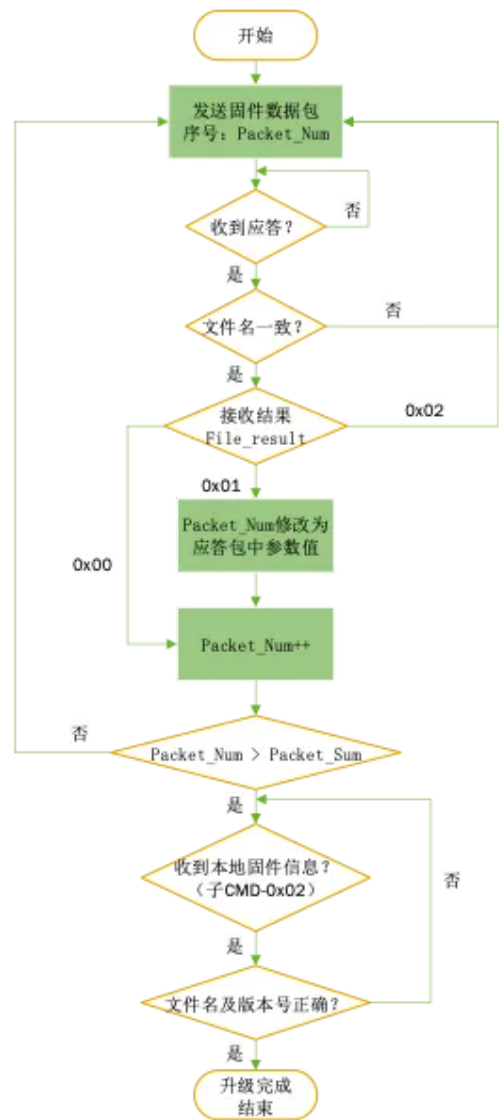 开始
发送固件数据包
序号：Packet_Num
收到应答？
否
是
文件名一致？
否
是
接收结果
File_result
0x02
0x01
Packet_Num修改为
应答包中参数值
0x00
Packet_Num++
否
Packet_Num > Packet_Sum
是
收到本地固件信息？
（子CMD-0x02）
否
是
文件名及版本号正确？
是
升级完成
结束